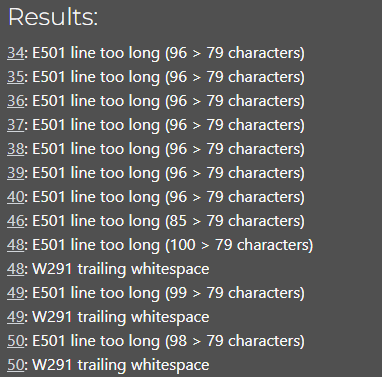 Results:
34: E501 line too long (96 > 79 characters)
35: E501 line too long (96 > 79 characters)
36: E501 line too long (96 > 79 characters)
37: E501 line too long (96 > 79 characters)
38: E501 line too long (96 > 79 characters)
39: E501 line too long (96 > 79 characters)
40: E501 line too long (96 > 79 characters)
46: E501 line too long (85 > 79 characters)
48: E501 line too long (100 > 79 characters)
48: W291 trailing whitespace
49: E501 line too long (99 > 79 characters)
49: W291 trailing whitespace
50: E501 line too long (98 > 79 characters)
50: W291 trailing whitespace